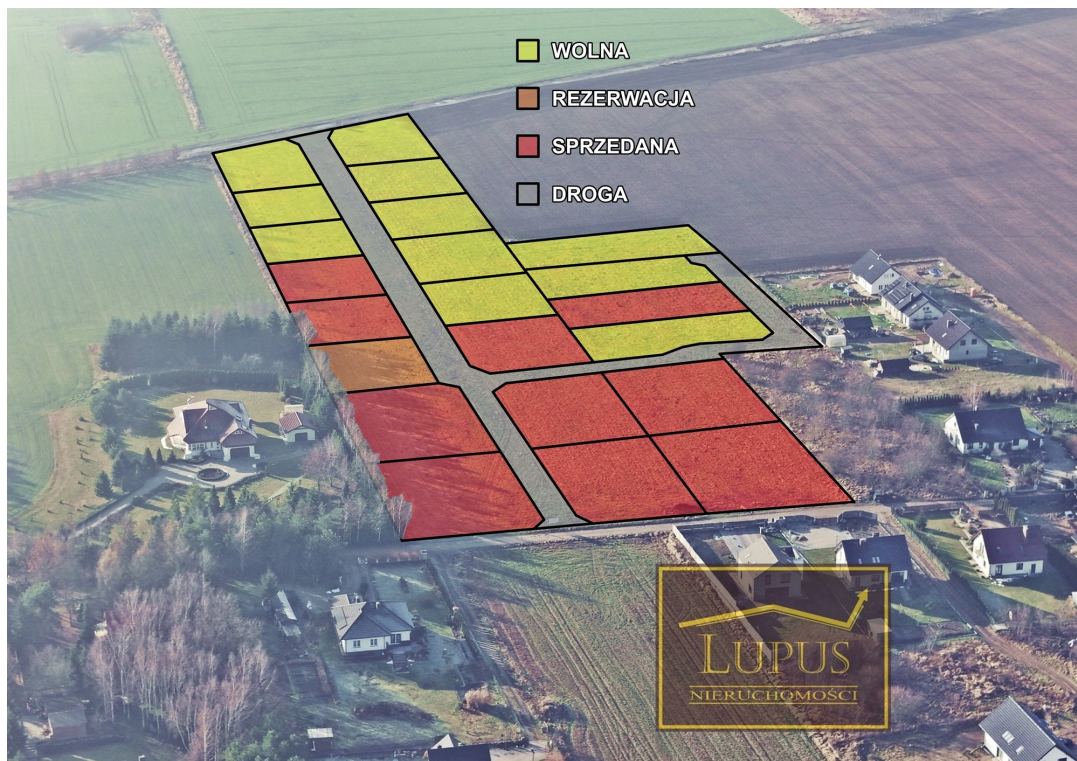 WOLNA
REZERWACJA
SPRZEDANA
DROGA
LUPUS
NIERUCHOMOŚCI